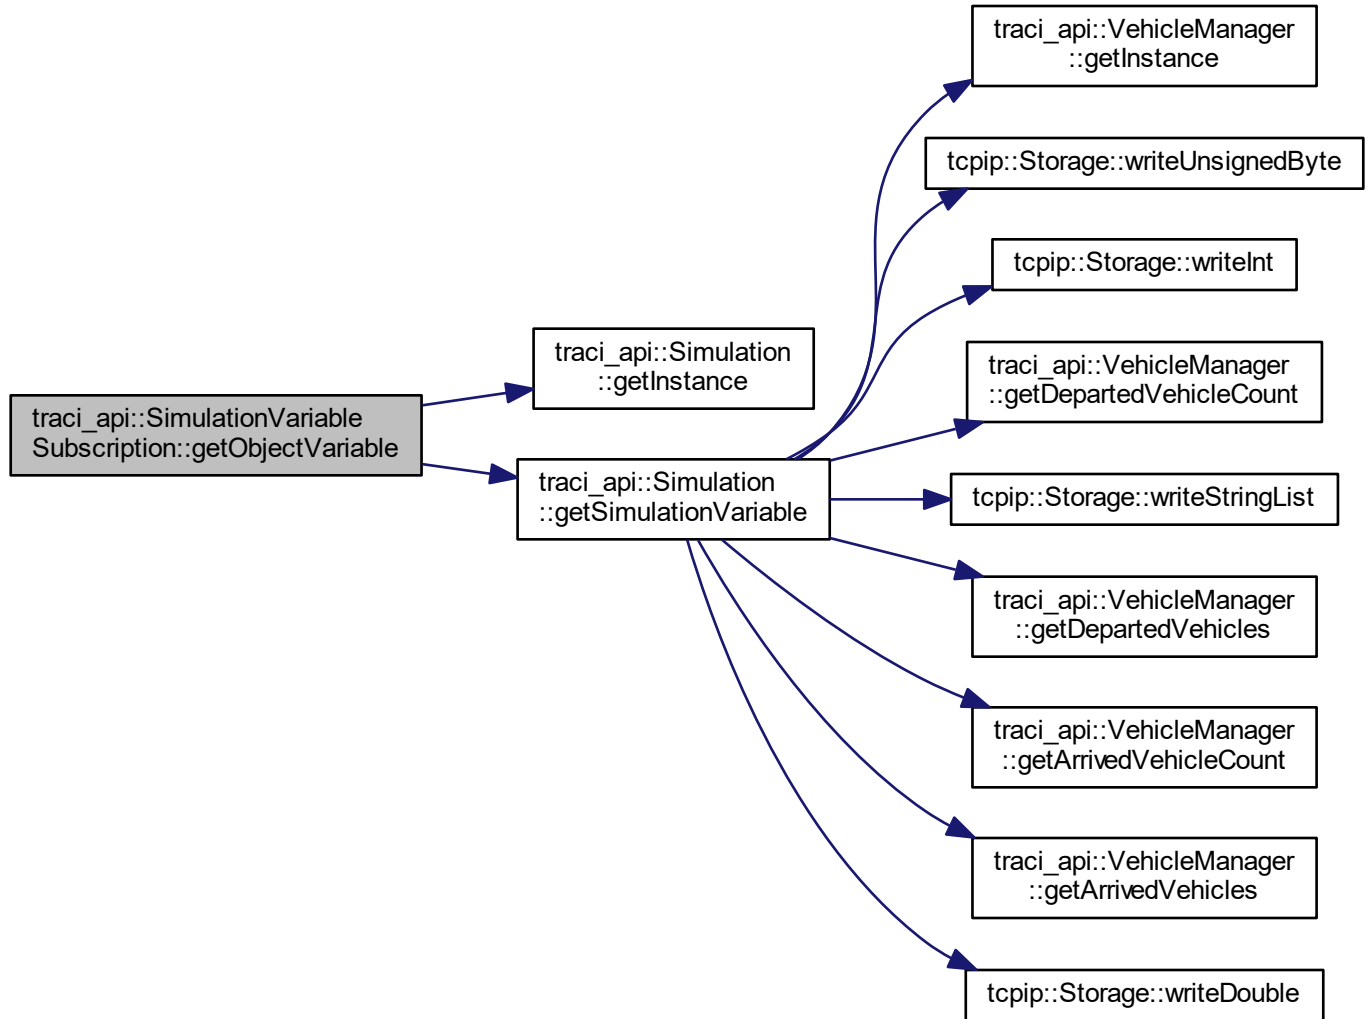 traci_api::SimulationVariable
Subscription::getObjectVariable
traci_api::Simulation
::getInstance
traci_api::Simulation
::getSimulationVariable
traci_api::VehicleManager
::getInstance
tcpip::Storage::writeUnsignedByte
tcpip::Storage::writeInt
traci_api::VehicleManager
::getDepartedVehicleCount
tcpip::Storage::writeStringList
traci_api::VehicleManager
::getDepartedVehicles
traci_api::VehicleManager
::getArrivedVehicleCount
traci_api::VehicleManager
::getArrivedVehicles
tcpip::Storage::writeDouble